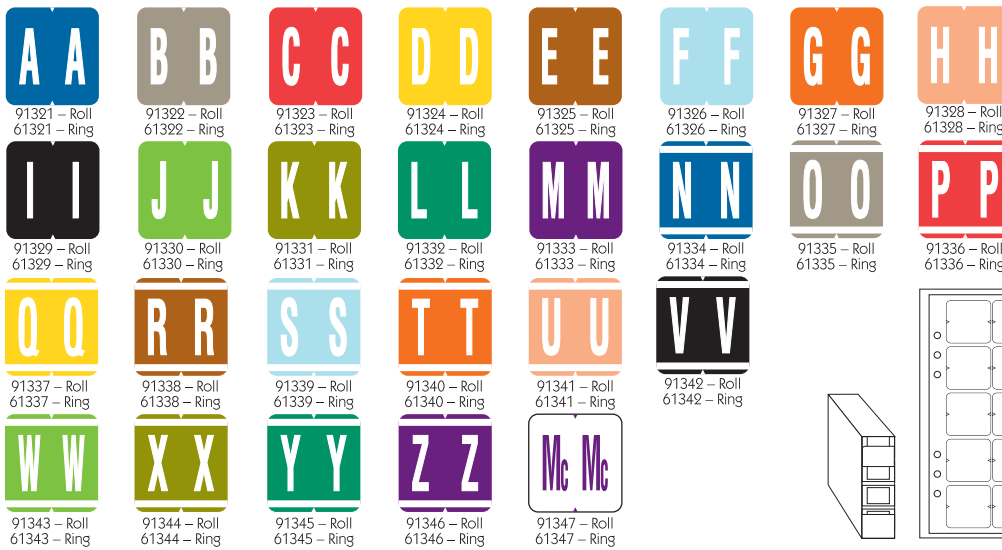 A A B B C C D D E E F F G G H H
91321 – Roll 91322 – Roll 91323 – Roll 91324 – Roll 91325 – Roll 91326 – Roll 91327 – Roll 91328 – Roll
61321 – Ring 61322 – Ring 61323 – Ring 61324 – Ring 61325 – Ring 61326 – Ring 61327 – Ring 61328 – Ring
I I J J K K L L M M N N O O P P
91329 – Roll 91330 – Roll 91331 – Roll 91332 – Roll 91333 – Roll 91334 – Roll 91335 – Roll 91336 – Roll
61329 – Ring 61330 – Ring 61331 – Ring 61332 – Ring 61333 – Ring 61334 – Ring 61335 – Ring 61336 – Ring
Q Q R R S S T T U U V V
91337 – Roll 91338 – Roll 91339 – Roll 91340 – Roll 91341 – Roll 91342 – Roll
61337 – Ring 61338 – Ring 61339 – Ring 61340 – Ring 61341 – Ring 61342 – Ring
W W X X Y Y Z Z Mc Mc
91343 – Roll 91344 – Roll 91345 – Roll 91346 – Roll 91347 – Roll
61343 – Ring 61344 – Ring 61345 – Ring 61346 – Ring 61347 – Ring